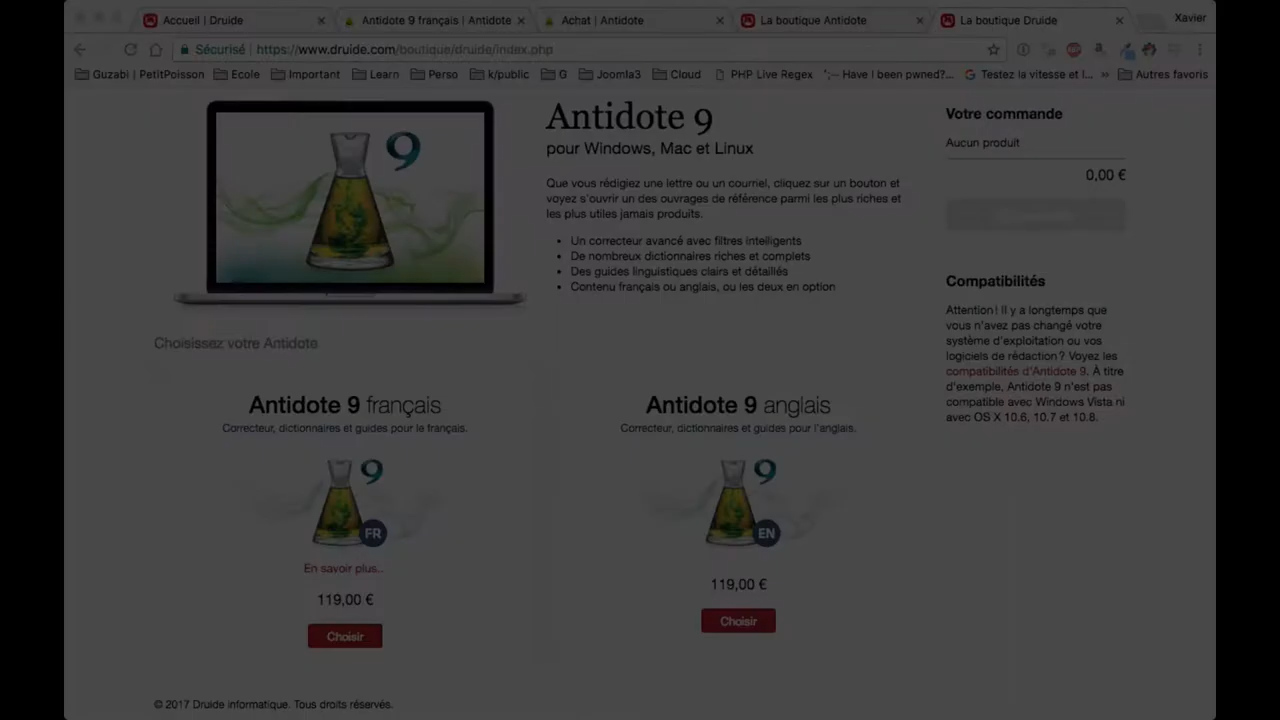 Accueil | Druide
Antidote 9 français | Antidote
Achat | Antidote
La boutique Antidote
La boutique Druide
Xavier
Sécurisé
https://www.druide.com/boutique/druide/index.php
Guzabi | PetitPoisson
Ecole
Important
Learn
Perso
k/public
G
Joomla3
Cloud
PHP Live Regex
Have I been pwned?...
Testez la vitesse et l...
»
Autres favoris
9
Antidote 9
pour Windows, Mac et Linux
Que vous rédigiez une lettre ou un courriel, cliquez sur un bouton et
voyez s'ouvrir un des ouvrages de référence parmi les plus riches et
les plus utiles jamais produits.
• Un correcteur avancé avec filtres intelligents
• De nombreux dictionnaires riches et complets
• Des guides linguistiques clairs et détaillés
• Contenu français ou anglais, ou les deux en option
Votre commande
Aucun produit
0,00 €
Compatibilités
Attention ! Il y a longtemps que
vous n'avez pas changé votre
système d'exploitation ou vos
logiciels de rédaction ? Voyez les
compatibilités d'Antidote 9. À titre
d'exemple, Antidote 9 n'est pas
compatible avec Windows Vista ni
avec OS X 10.6, 10.7 et 10.8.
Choisissez votre Antidote
Antidote 9 français
Correcteur, dictionnaires et guides pour le français.
9
FR
En savoir plus...
119,00 €
Choisir
Antidote 9 anglais
Correcteur, dictionnaires et guides pour l'anglais.
9
EN
119,00 €
Choisir
© 2017 Druide informatique. Tous droits réservés.